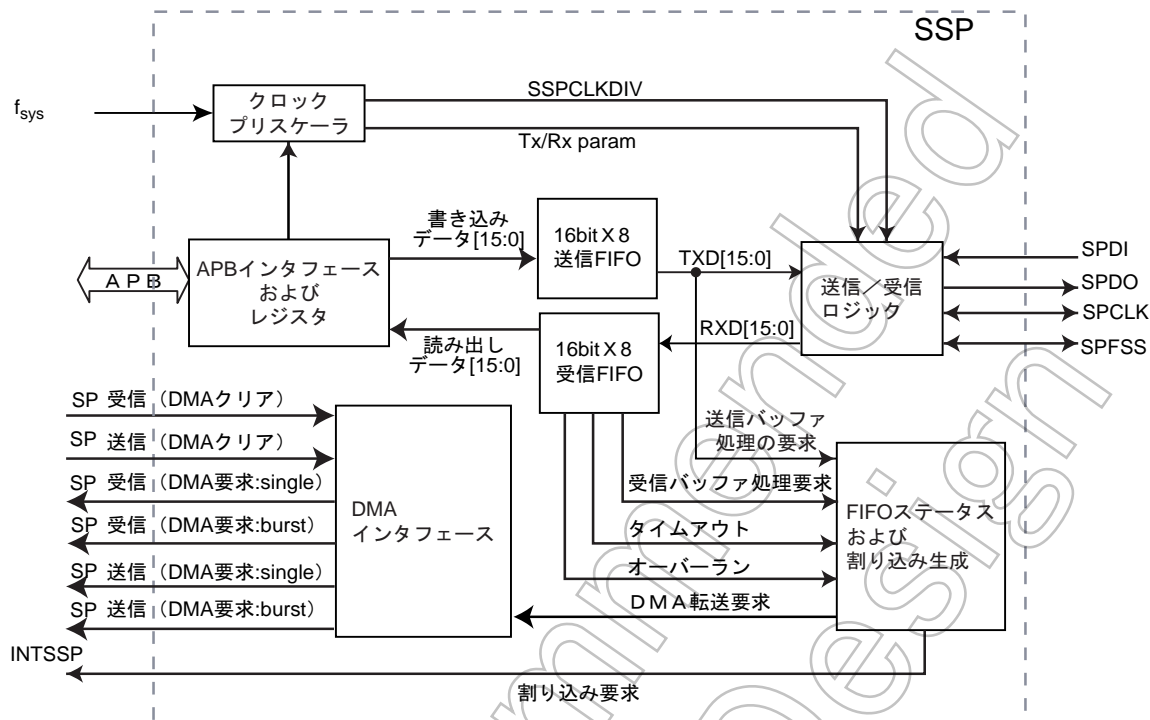 SSP
fsys
クロック
プリスケーラ
SSPCLKDIV
Tx/Rx param
書き込み
データ[15:0]
16bit X 8
送信FIFO
TXD[15:0]
APB
APBインタフェース
および
レジスタ
送信／受信
ロジック
SPDI
SPDO
SPCLK
SPFSS
読み出し
データ[15:0]
16bit X 8
受信FIFO
RXD[15:0]
SP 受信（DMAクリア）
SP 送信（DMAクリア）
SP 受信（DMA要求:single）
SP 受信（DMA要求:burst）
SP 送信（DMA要求:single）
SP 送信（DMA要求:burst）
DMA
インタフェース
送信バッファ
処理の要求
受信バッファ処理要求
タイムアウト
オーバーラン
ＤＭＡ転送要求
FIFOステータス
および
割り込み生成
INTSSP
割り込み要求
mmended
Design